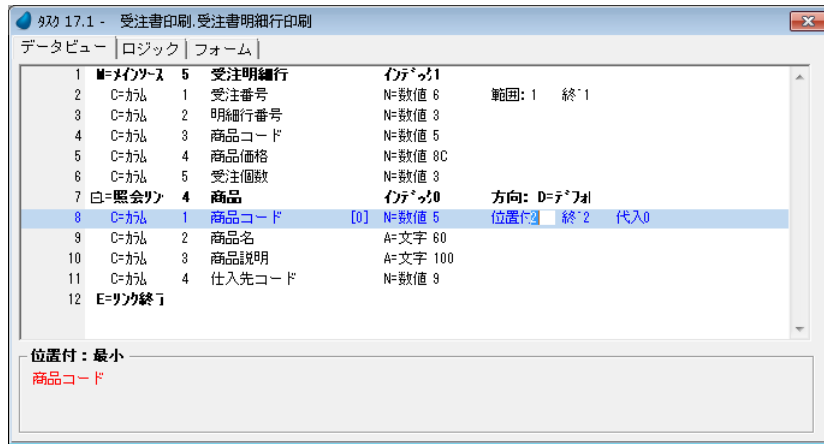 ﾀｽｸ 17.1 - 受注書印刷.受注書明細行印刷
データビュー ロジック フォーム
1 M=ﾒｲﾝｿｰｽ 5 受注明細行 ｲﾝﾃﾞｯｸ1
2 C=ｶﾗﾑ 1 受注番号 N=数値 6 範囲: 1 終~1
3 C=ｶﾗﾑ 2 明細行番号 N=数値 3
4 C=ｶﾗﾑ 3 商品コード N=数値 5
5 C=ｶﾗﾑ 4 商品価格 N=数値 8C
6 C=ｶﾗﾑ 5 受注個数 N=数値 3
7 =照会ﾘﾝ 4 商品 ｲﾝﾃﾞｯｸ0 方向: D=ﾃﾞﾌｫﾙ
8 C=ｶﾗﾑ 1 商品コード [0] N=数値 5 位置付2 終~2 代入0
9 C=ｶﾗﾑ 2 商品名 A=文字 60
10 C=ｶﾗﾑ 3 商品説明 A=文字 100
11 C=ｶﾗﾑ 4 仕入先コード N=数値 9
12 E=ﾘﾝｸ終了
位置付：最小
商品コード